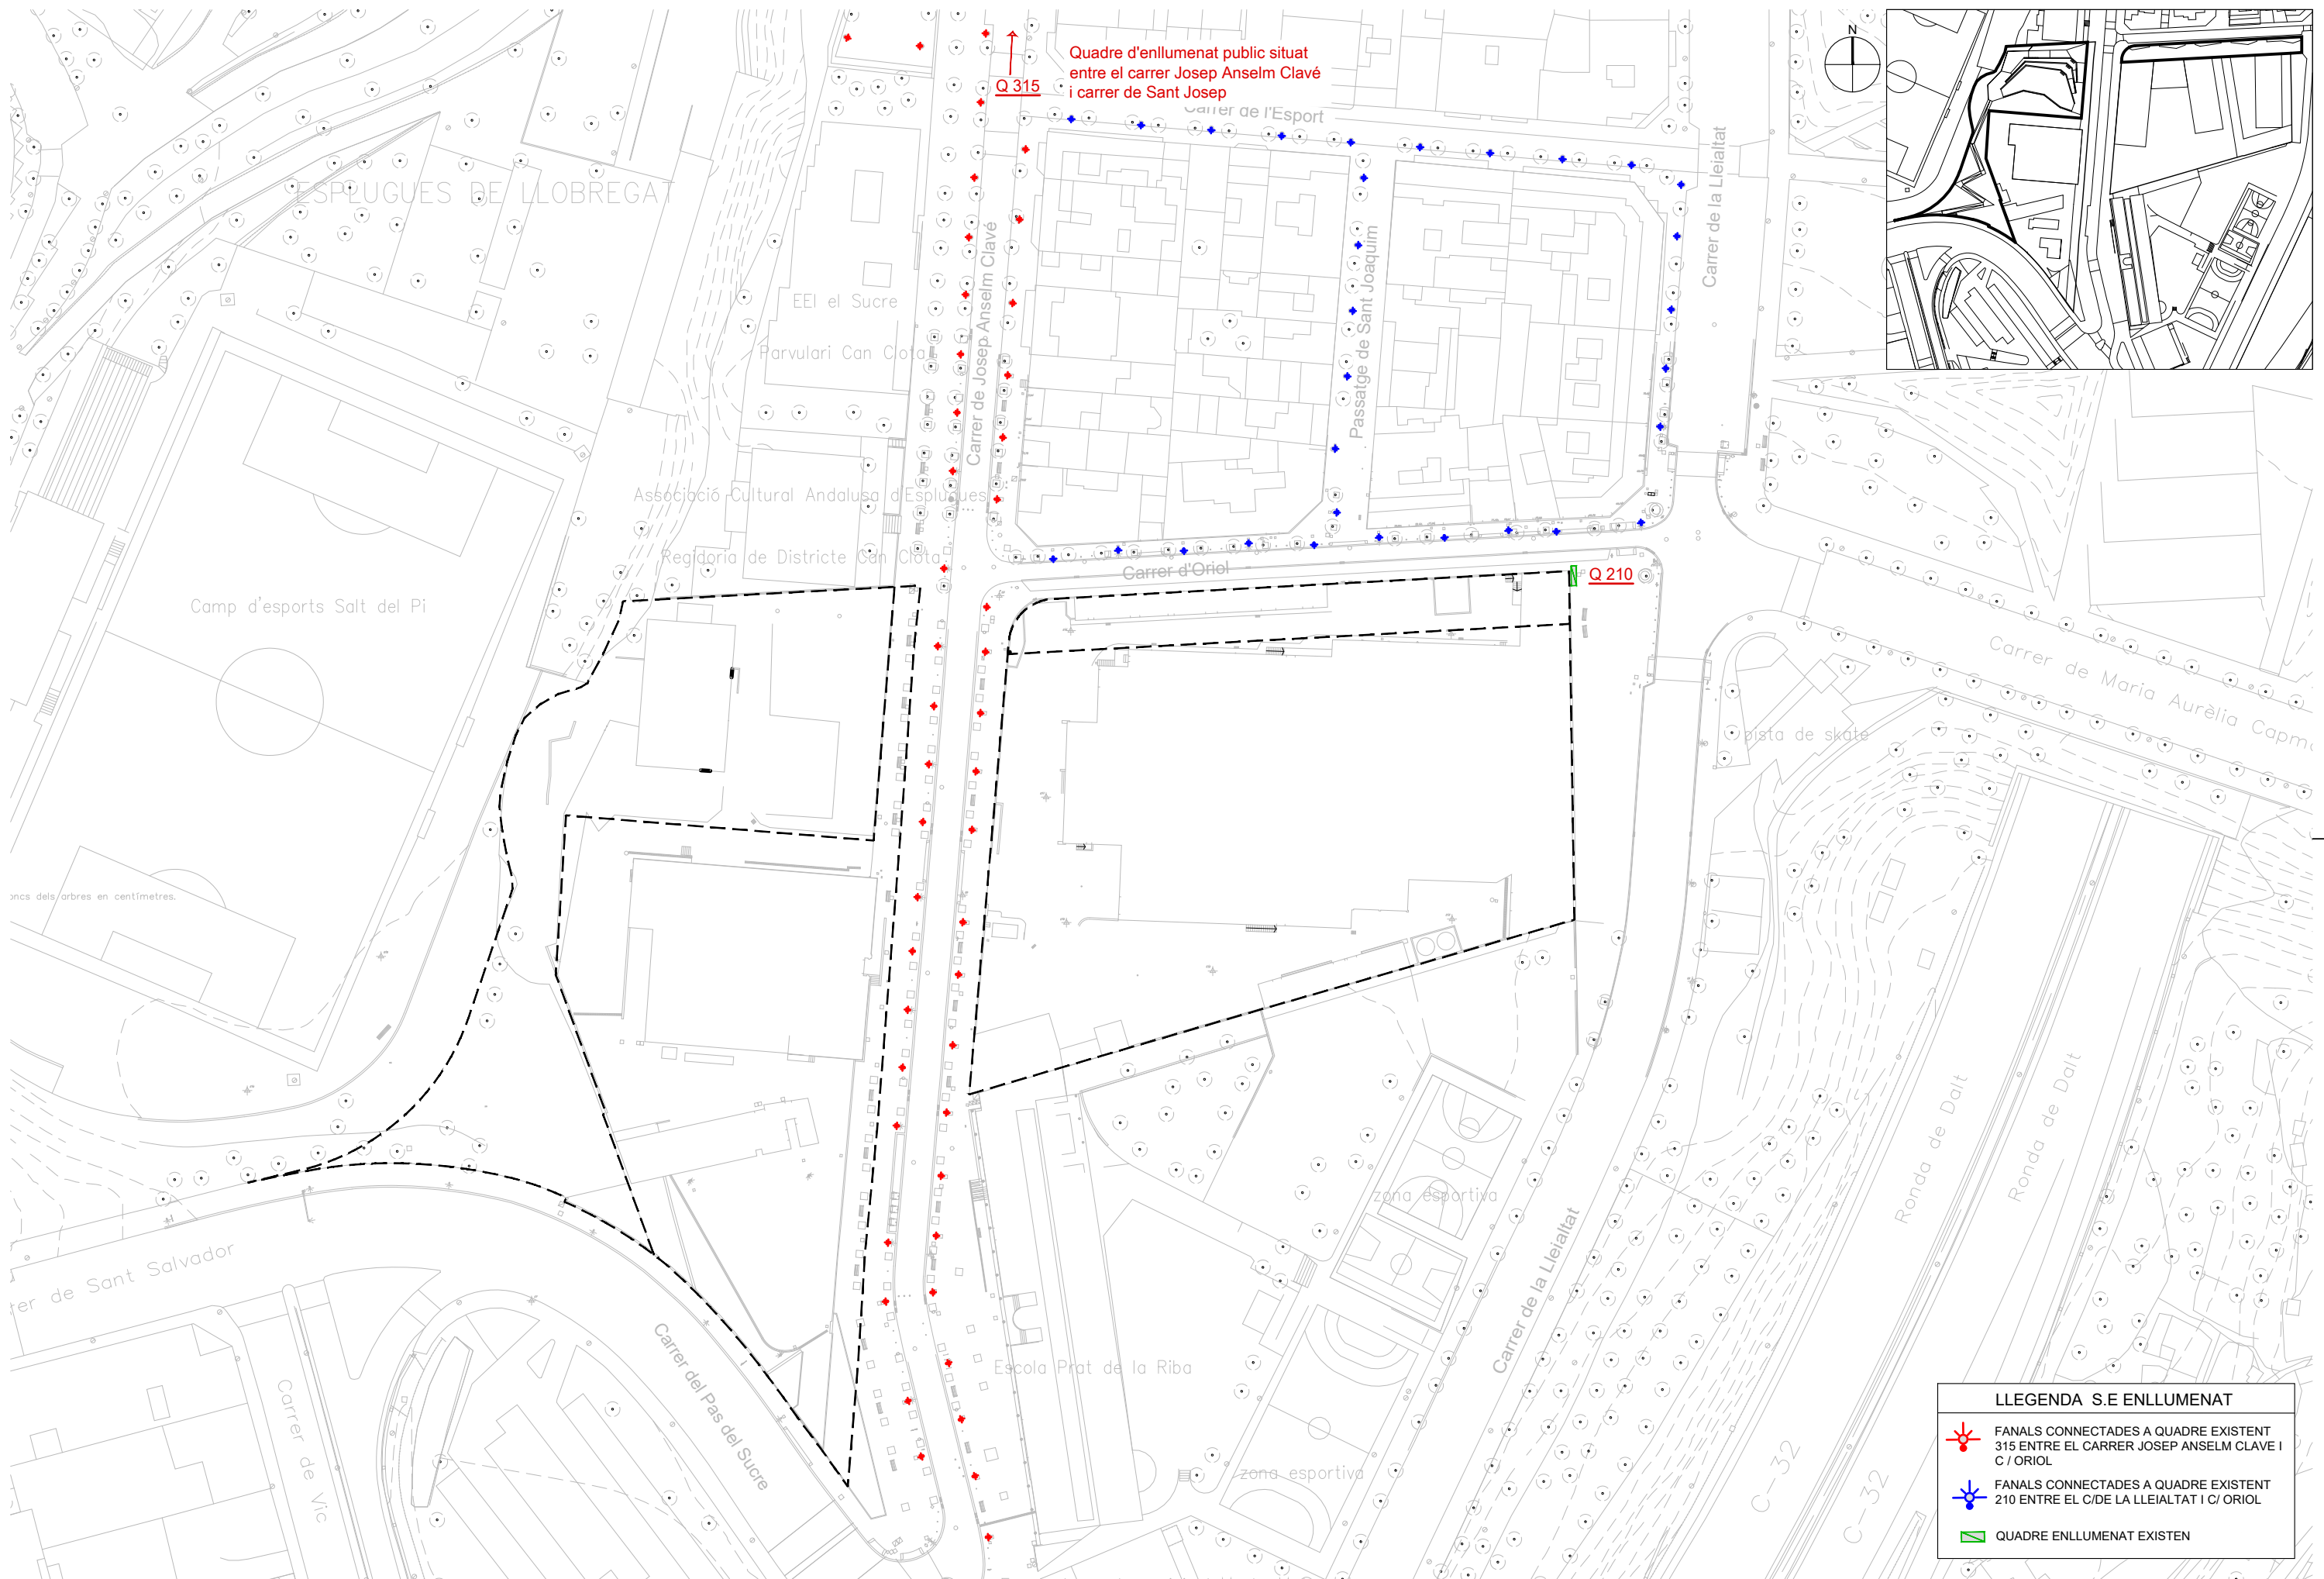 N
Quadre d'enllumenat public situat
entre el carrer Josep Anselm Clavé
i carrer de Sant Josep
Q 315
Carrer de l'Esport
Carrer de la Lleialtat
ESPLUGUES DE LLOBREGAT
Carrer de Josep Anselm Clavé
Passatge de Sant Joaquim
EEI el Sucre
Parvulari Can Clota
Associació Cultural Andalusa d'Esplugues
Regidoria de Districte Can Clota
Carrer d'Oriol
Q 210
Camp d'esports Salt del Pi
Carrer de Maria Aurèlia Capm
pista de skate
oncs dels arbres en centímetres.
Ronda de Dalt
Ronda de Dalt
zona esportiva
rer de Sant Salvador
Carrer de la Lleialtat
Carrer del Pas del Sucre
Escola Prat de la Riba
Carrer de Vic
zona esportiva
C-32
C-32
LLEGENDA S.E ENLLUMENAT
FANALS CONNECTADES A QUADRE EXISTENT
315 ENTRE EL CARRER JOSEP ANSELM CLAVE I
C / ORIOL
FANALS CONNECTADES A QUADRE EXISTENT
210 ENTRE EL C/DE LA LLEIALTAT I C/ ORIOL
QUADRE ENLLUMENAT EXISTEN